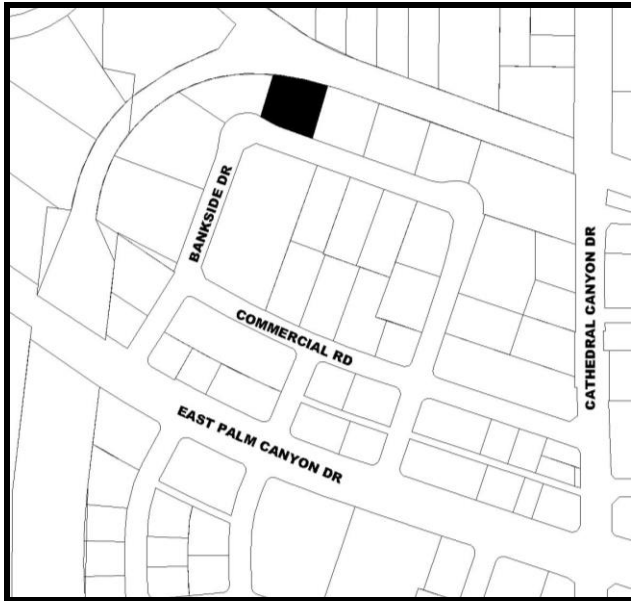 BANKSIDE DR
COMMERCIAL RD
EAST PALM CANYON DR
CATHEDRAL CANYON DR